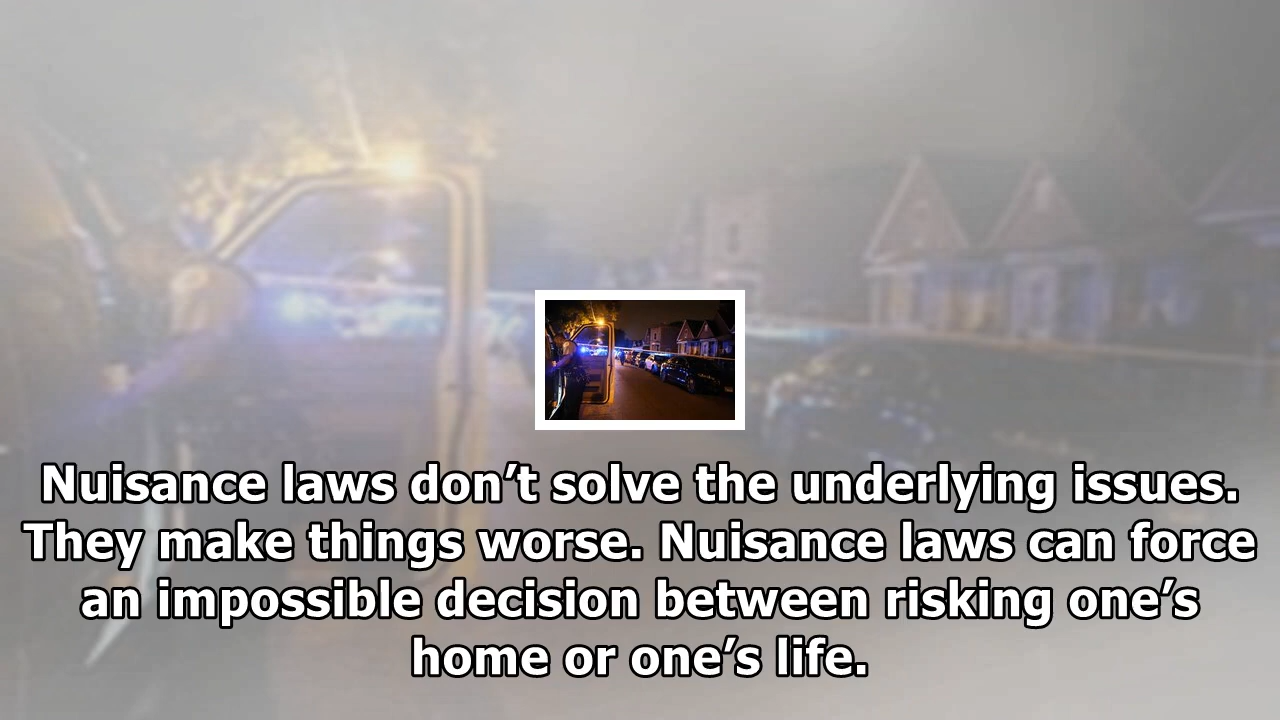 Nuisance laws don’t solve the underlying issues.
They make things worse. Nuisance laws can force
an impossible decision between risking one’s
home or one’s life.